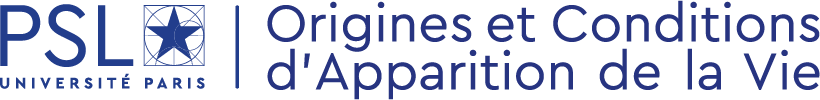 PSL
UNIVERSITÉ PARIS
Origines et Conditions
d'Apparition de la Vie